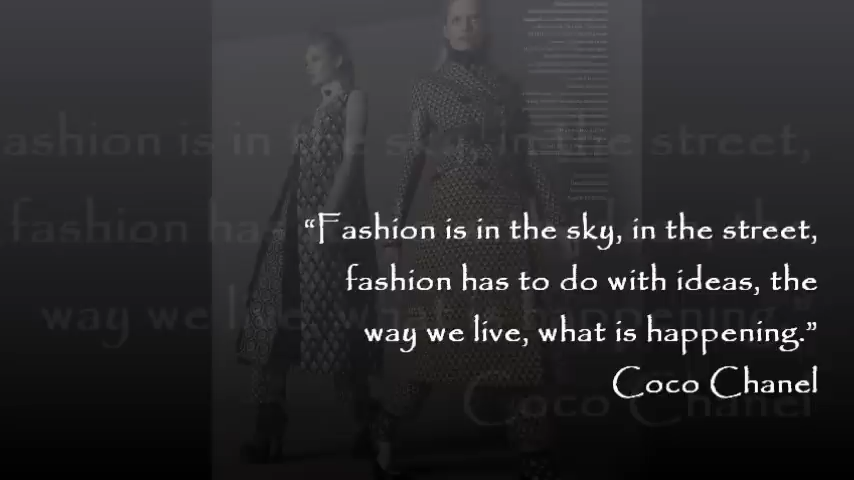 “Fashion is in the sky, in the street,
fashion has to do with ideas, the
way we live, what is happening.”
Coco Chanel